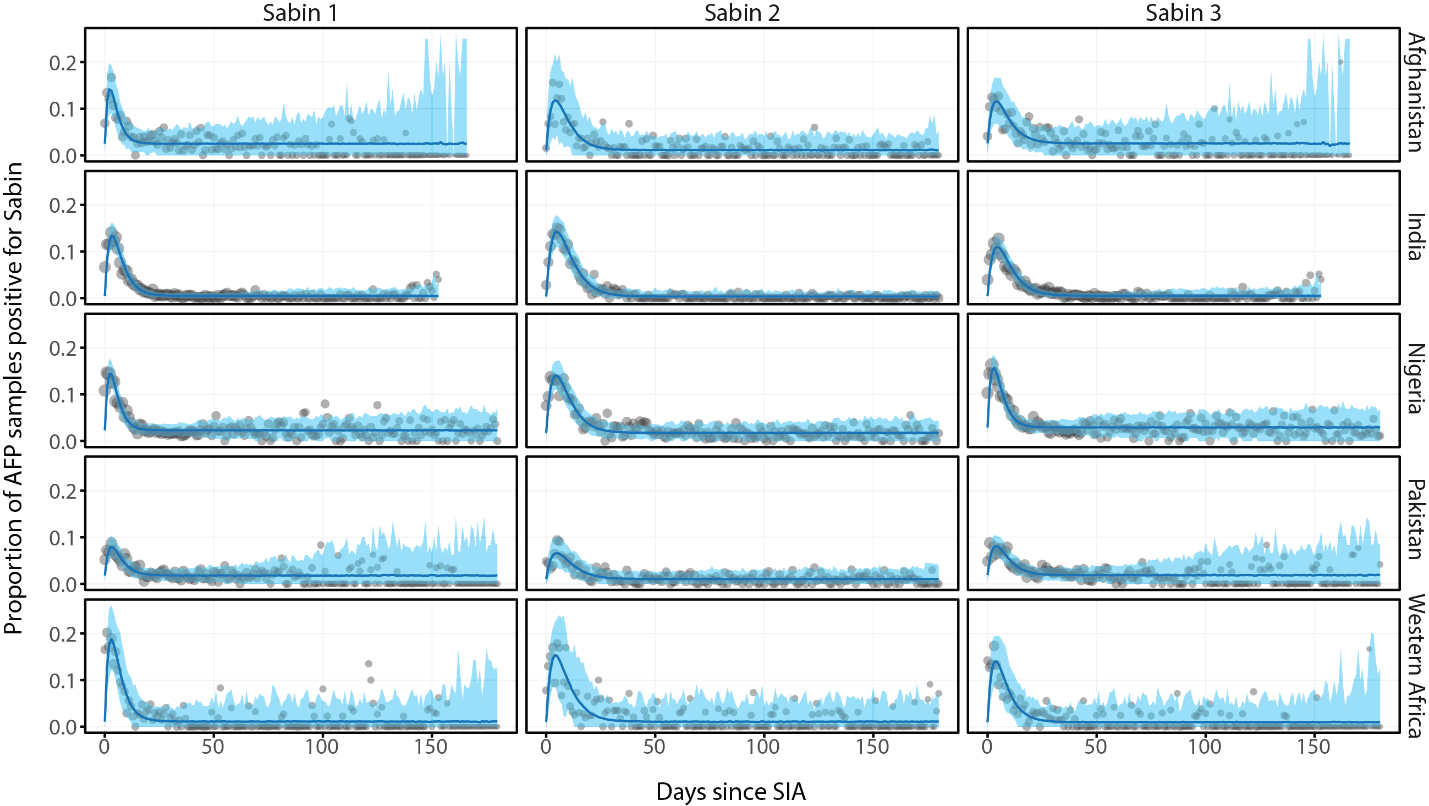 Sabin 1 Sabin 2 Sabin 3
Proportion of AFP samples positive for Sabin
0.2
0.1
0.0
Afghanistan
0.2
0.1
0.0
India
0.2
0.1
0.0
Nigeria
0.2
0.1
0.0
Pakistan
0.2
0.1
0.0
Western Africa
0 50 100 150 0 50 100 150 0 50 100 150
Days since SIA